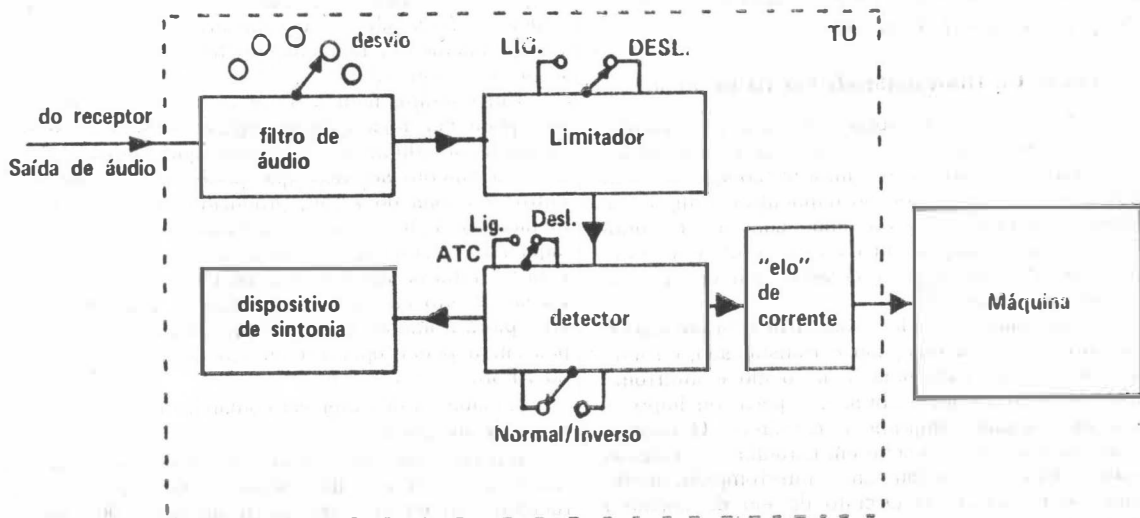 desvio
LIG.
DESL.
TU
do receptor
Saída de áudio
filtro de
áudio
Limitador
Lig.
Desl.
ATC
dispositivo
de sintonia
detector
"elo"
de
corrente
Máquina
Normal/Inverso